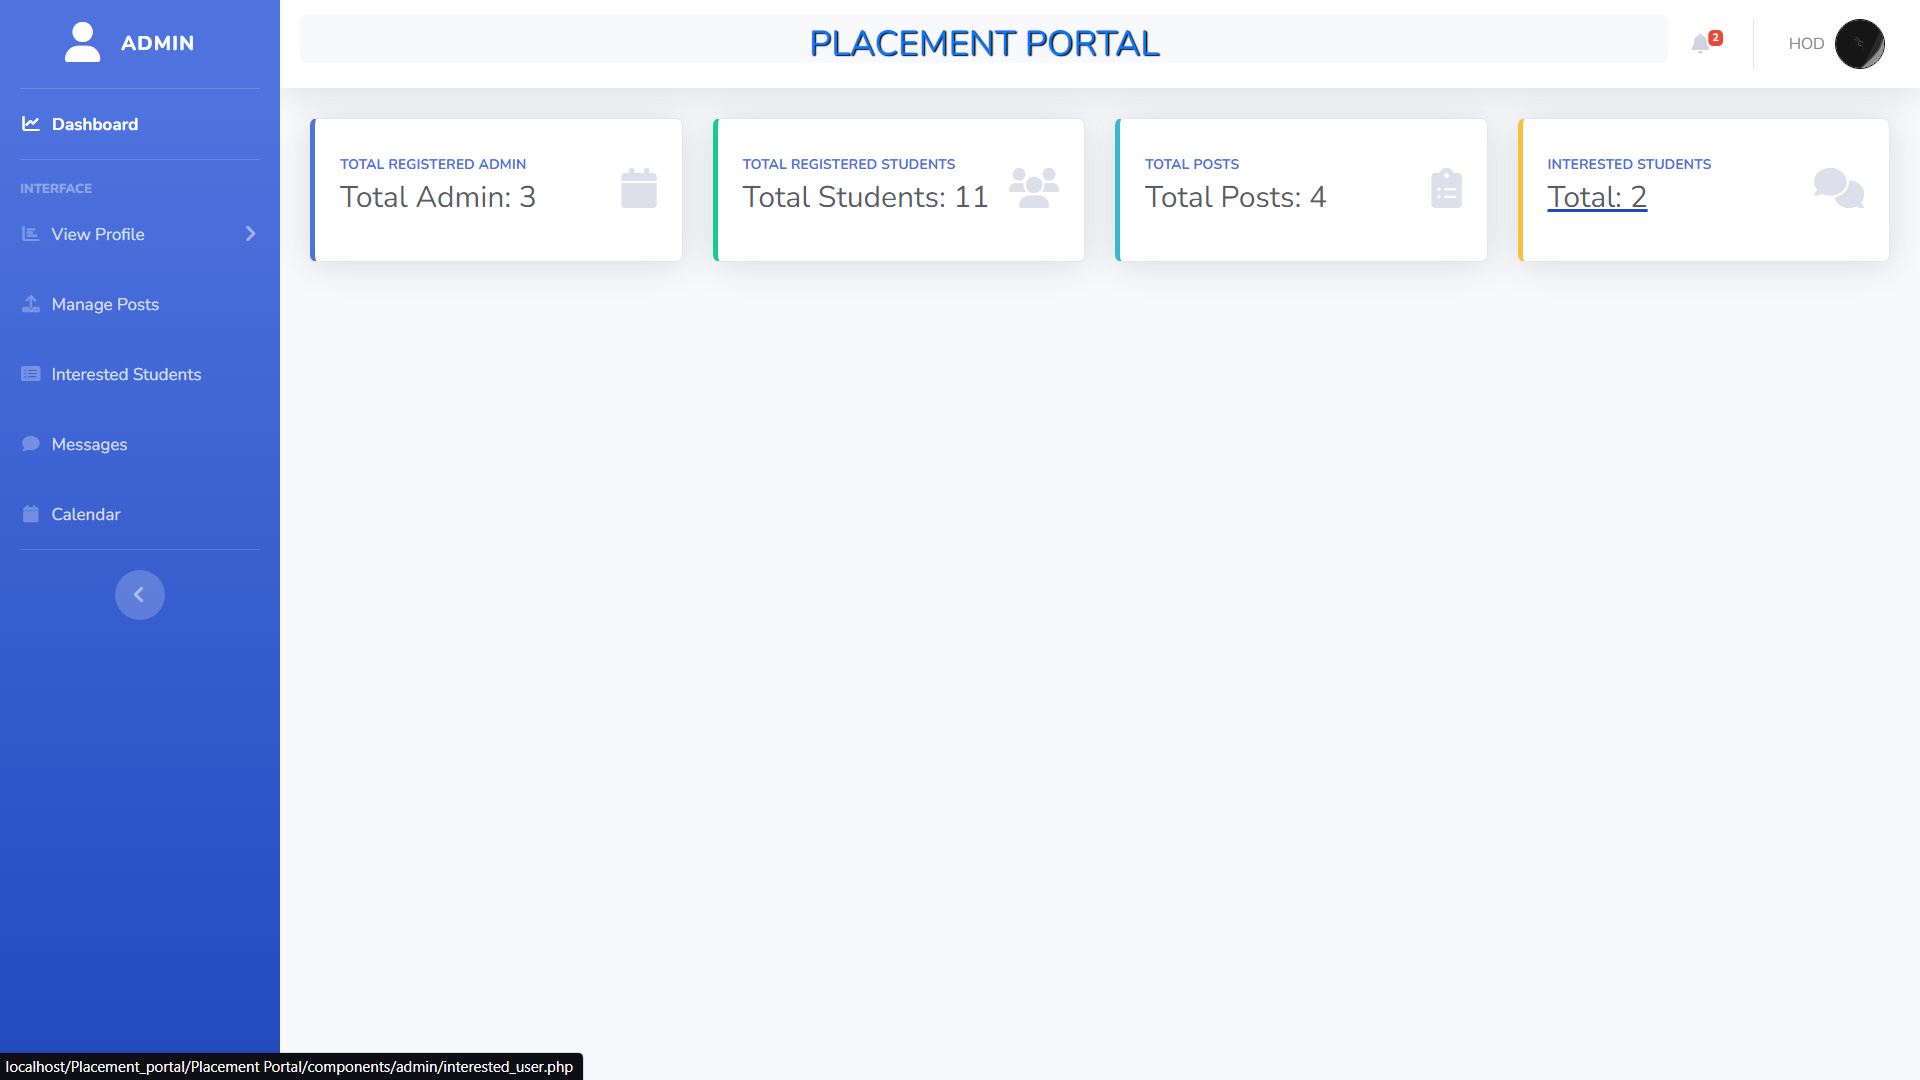 ADMIN
PLACEMENT PORTAL
2
HOD
Dashboard
INTERFACE
View Profile
Manage Posts
Interested Students
Messages
Calendar
TOTAL REGISTERED ADMIN
Total Admin: 3
TOTAL REGISTERED STUDENTS
Total Students: 11
TOTAL POSTS
Total Posts: 4
INTERESTED STUDENTS
Total: 2
localhost/Placement_portal/Placement Portal/components/admin/interested_user.php